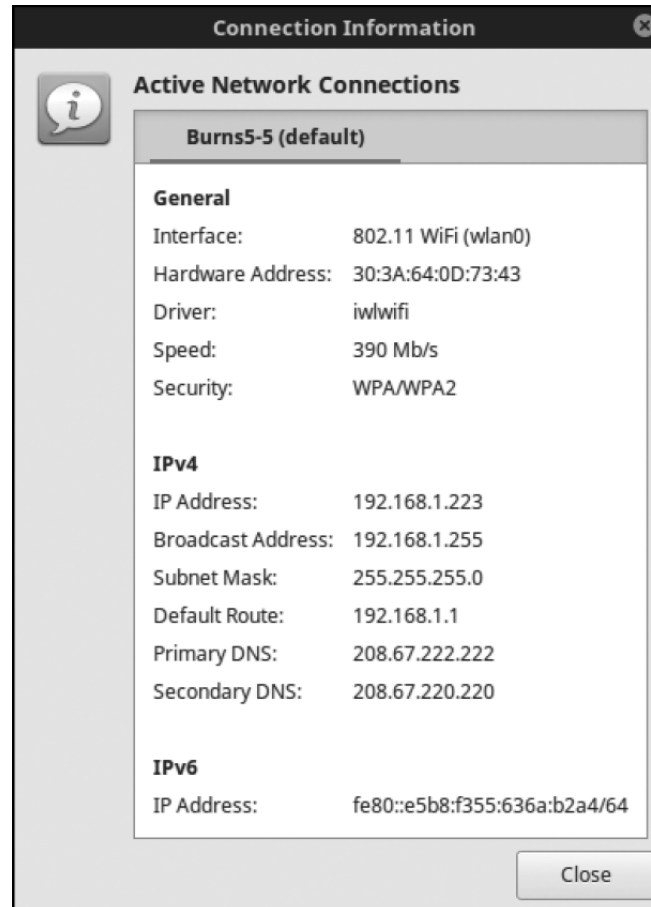 Connection Information
Active Network Connections
Burns5-5 (default)
General
Interface: 802.11 WiFi (wlan0)
Hardware Address: 30:3A:64:0D:73:43
Driver: iwlwifi
Speed: 390 Mb/s
Security: WPA/WPA2
IPv4
IP Address: 192.168.1.223
Broadcast Address: 192.168.1.255
Subnet Mask: 255.255.255.0
Default Route: 192.168.1.1
Primary DNS: 208.67.222.222
Secondary DNS: 208.67.220.220
IPv6
IP Address: fe80::e5b8:f355:636a:b2a4/64
Close